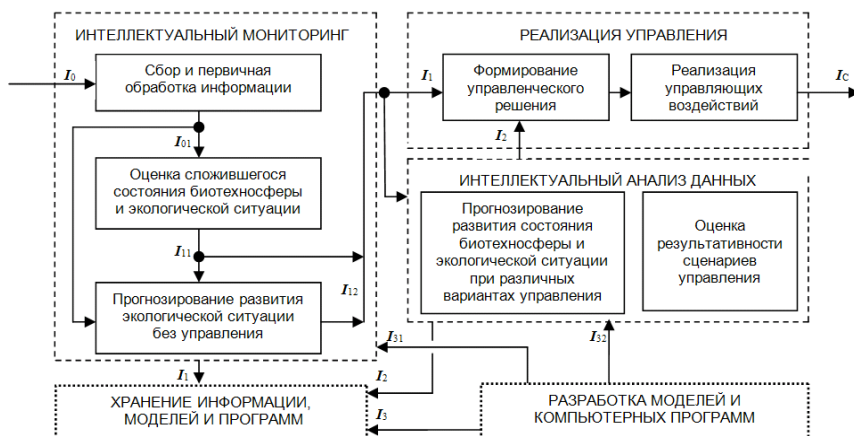 ИНТЕЛЛЕКТУАЛЬНЫЙ МОНИТОРИНГ
I0
Сбор и первичная
обработка информации
I01
Оценка сложившегося
состояния биотехносферы
и экологической ситуации
I11
I12
Прогнозирование развития
экологической ситуации
без управления
I1
РЕАЛИЗАЦИЯ УПРАВЛЕНИЯ
I1
Формирование
управленческого
решения
Реализация
управляющих
воздействий
IC
I2
ИНТЕЛЛЕКТУАЛЬНЫЙ АНАЛИЗ ДАННЫХ
Прогнозирование
развития состояния
биотехносферы и
экологической ситуации
при различных
вариантах управления
Оценка
результативности
сценариев
управления
I31
I32
I2
I3
ХРАНЕНИЕ ИНФОРМАЦИИ,
МОДЕЛЕЙ И ПРОГРАММ
РАЗРАБОТКА МОДЕЛЕЙ И
КОМПЬЮТЕРНЫХ ПРОГРАММ